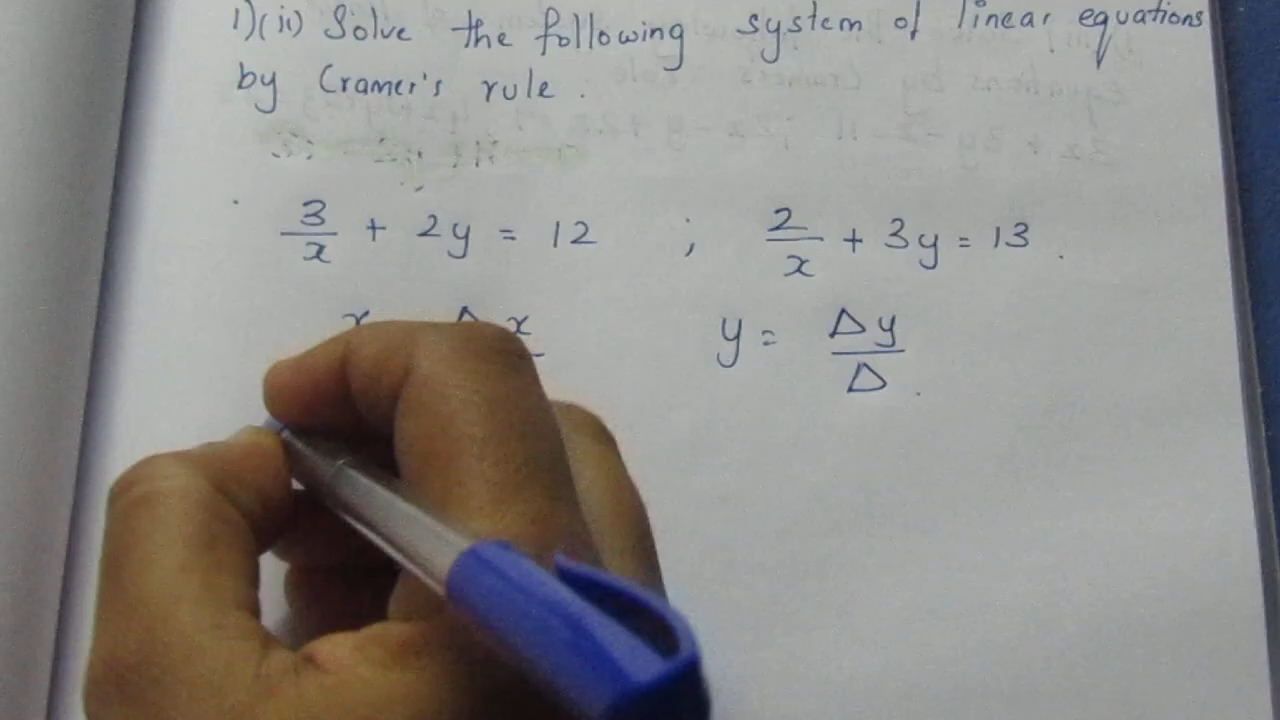 1)(ii) Solve the following system of linear equations
by Cramer's rule.
3/x + 2y = 12 ; 2/x + 3y = 13.
x Δx y = Δy/Δ.